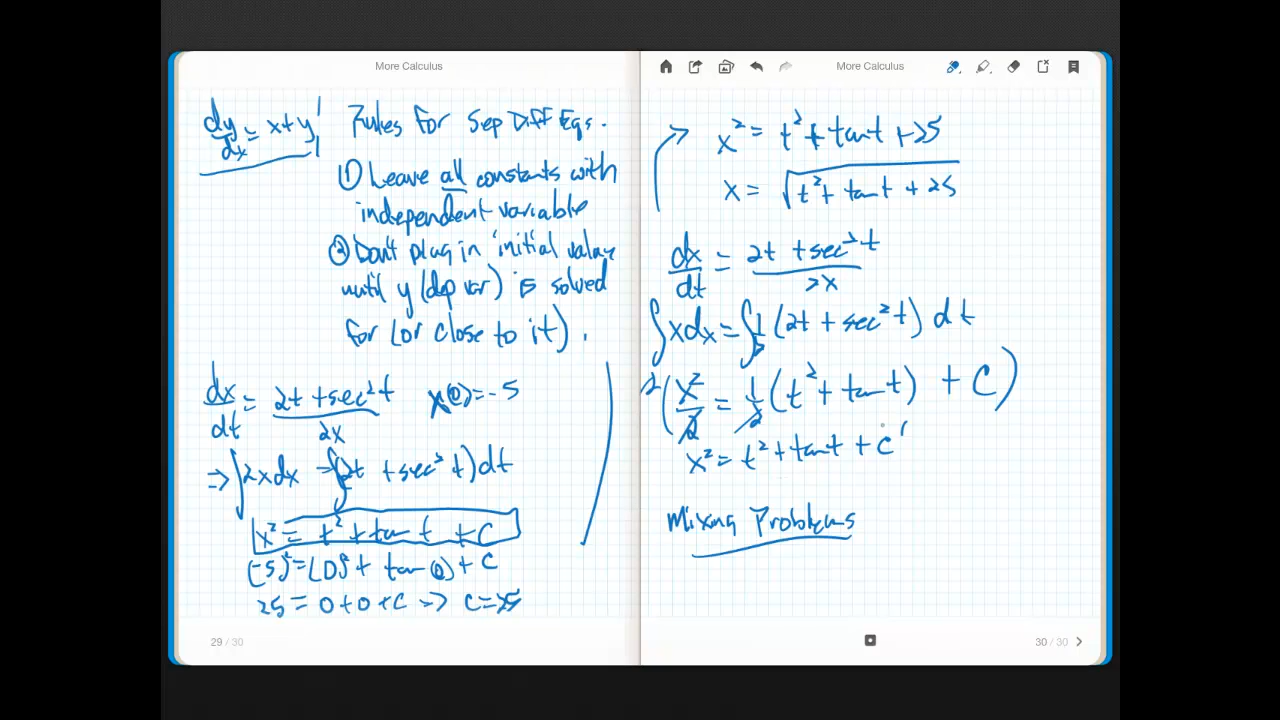 More Calculus
dy/dx = x + y
Rules for Sep Diff Eqs.
① Leave all constants with
independent variable
② Don't plug in initial value
until y (dep var) is solved
for (or close to it).
dx/dt = (2t + sec²t)/2x x(0) = -5
⇒ ∫2x dx = ∫(2t + sec²t) dt
x² = t² + tan t + C
(-5)² = (0)² + tan(0) + C
25 = 0 + 0 + C → C = 25
29 / 30
More Calculus
x² = t² + tan t + 25
x = √(t² + tan t + 25)
dx/dt = (2t + sec²t)/2x
∫x dx = ∫½(2t + sec²t) dt
2(x²/2 = ½(t² + tan t) + C)
x² = t² + tan t + C'
Mixing Problems
30 / 30